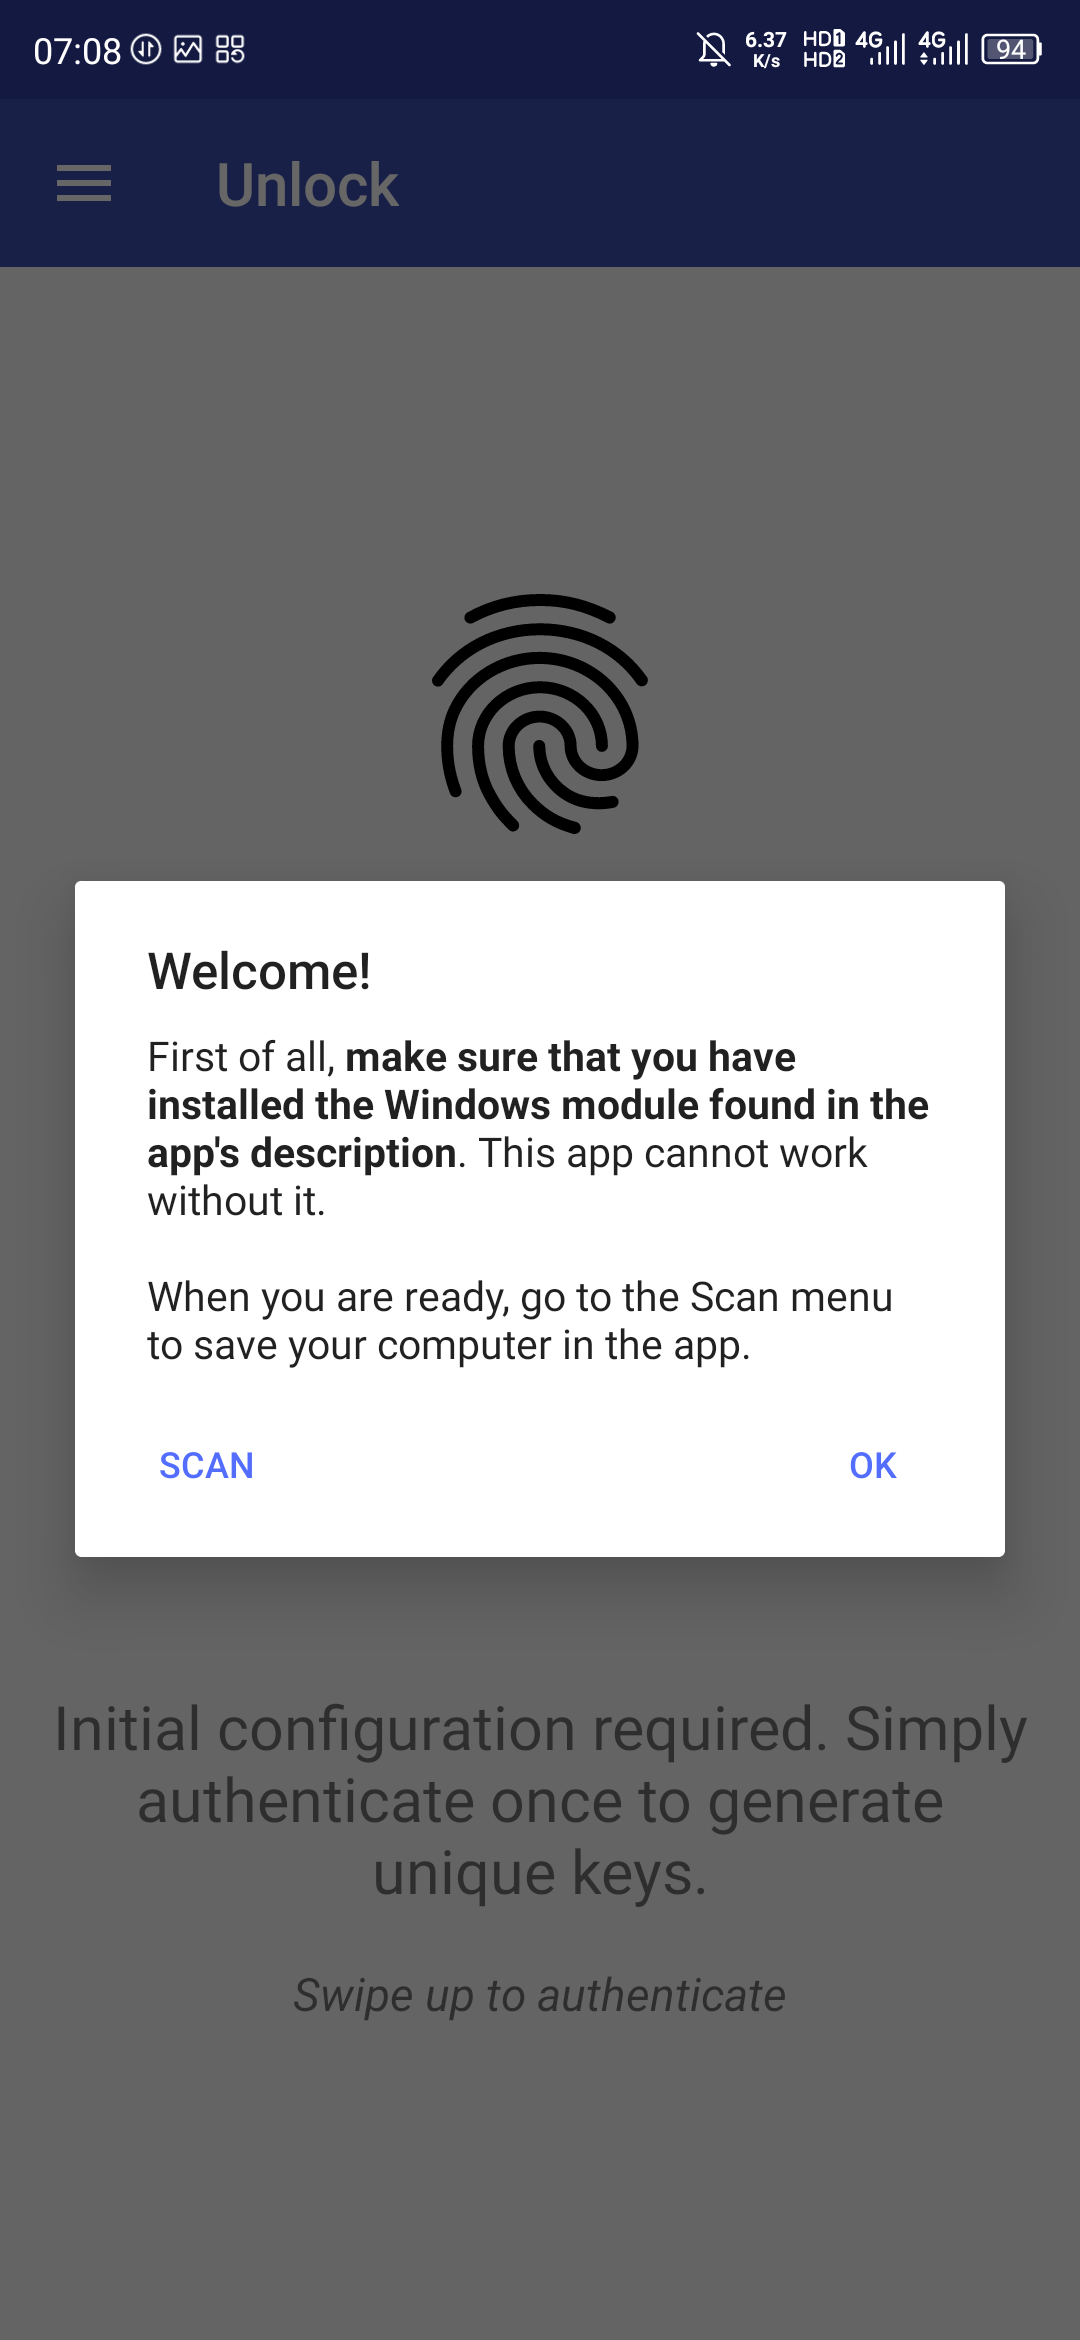 07:08
6.37
K/s
HD1
HD2
4G
4G
94
Unlock
Welcome!
First of all, make sure that you have
installed the Windows module found in the
app's description. This app cannot work
without it.
When you are ready, go to the Scan menu
to save your computer in the app.
SCAN
OK
Initial configuration required. Simply
authenticate once to generate
unique keys.
Swipe up to authenticate